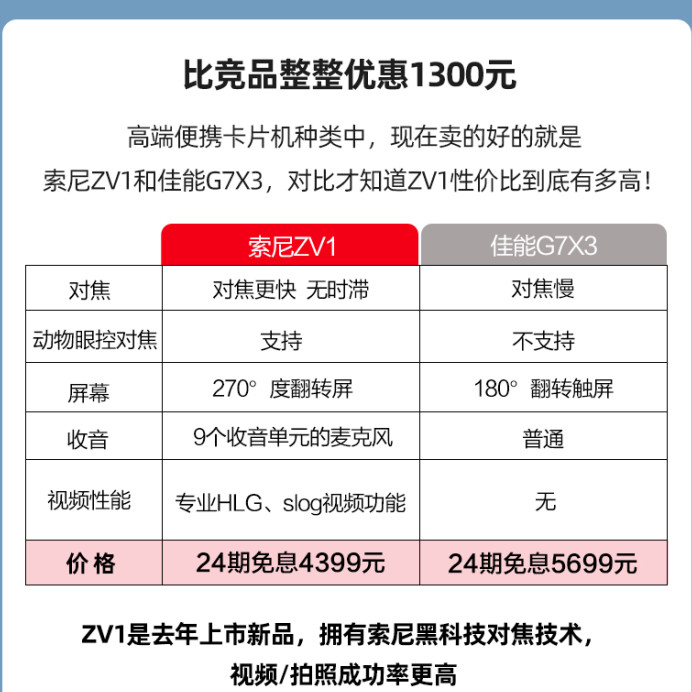 比竞品整整优惠1300元
高端便携卡片机种类中，现在卖的好的就是
索尼ZV1和佳能G7X3，对比才知道ZV1性价比到底有多高！
索尼ZV1 佳能G7X3
对焦 对焦更快 无时滞 对焦慢
动物眼控对焦 支持 不支持
屏幕 270°度翻转屏 180°翻转触屏
收音 9个收音单元的麦克风 普通
视频性能 专业HLG、slog视频功能 无
价格 24期免息4399元 24期免息5699元
ZV1是去年上市新品，拥有索尼黑科技对焦技术，
视频/拍照成功率更高